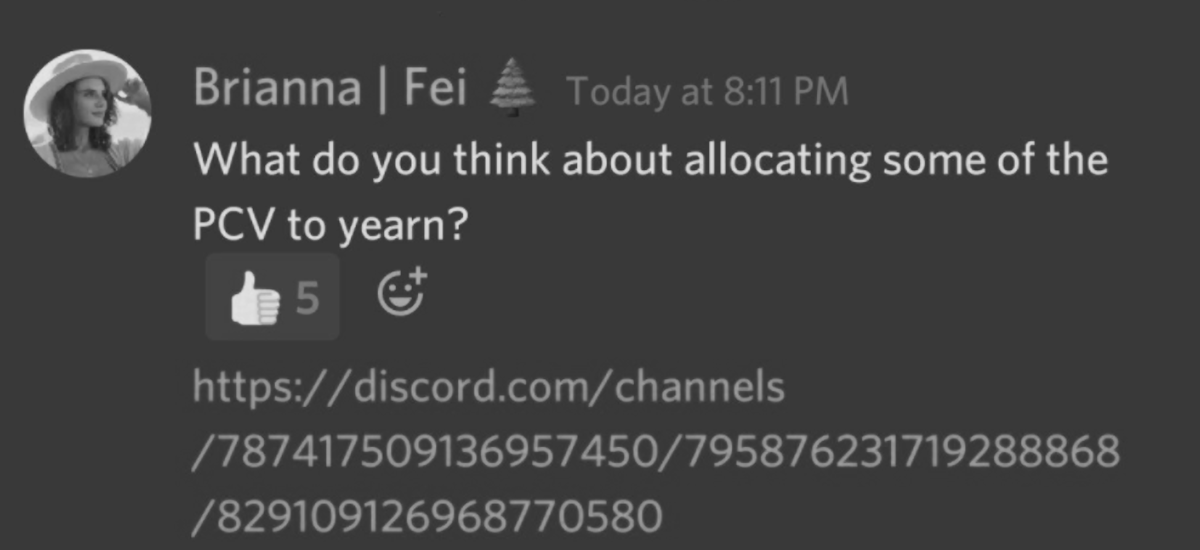 Brianna | Fei 🌲 Today at 8:11 PM
What do you think about allocating some of the
PCV to yearn?
👍 5
https://discord.com/channels
/787417509136957450/795876231719288868
/829109126968770580